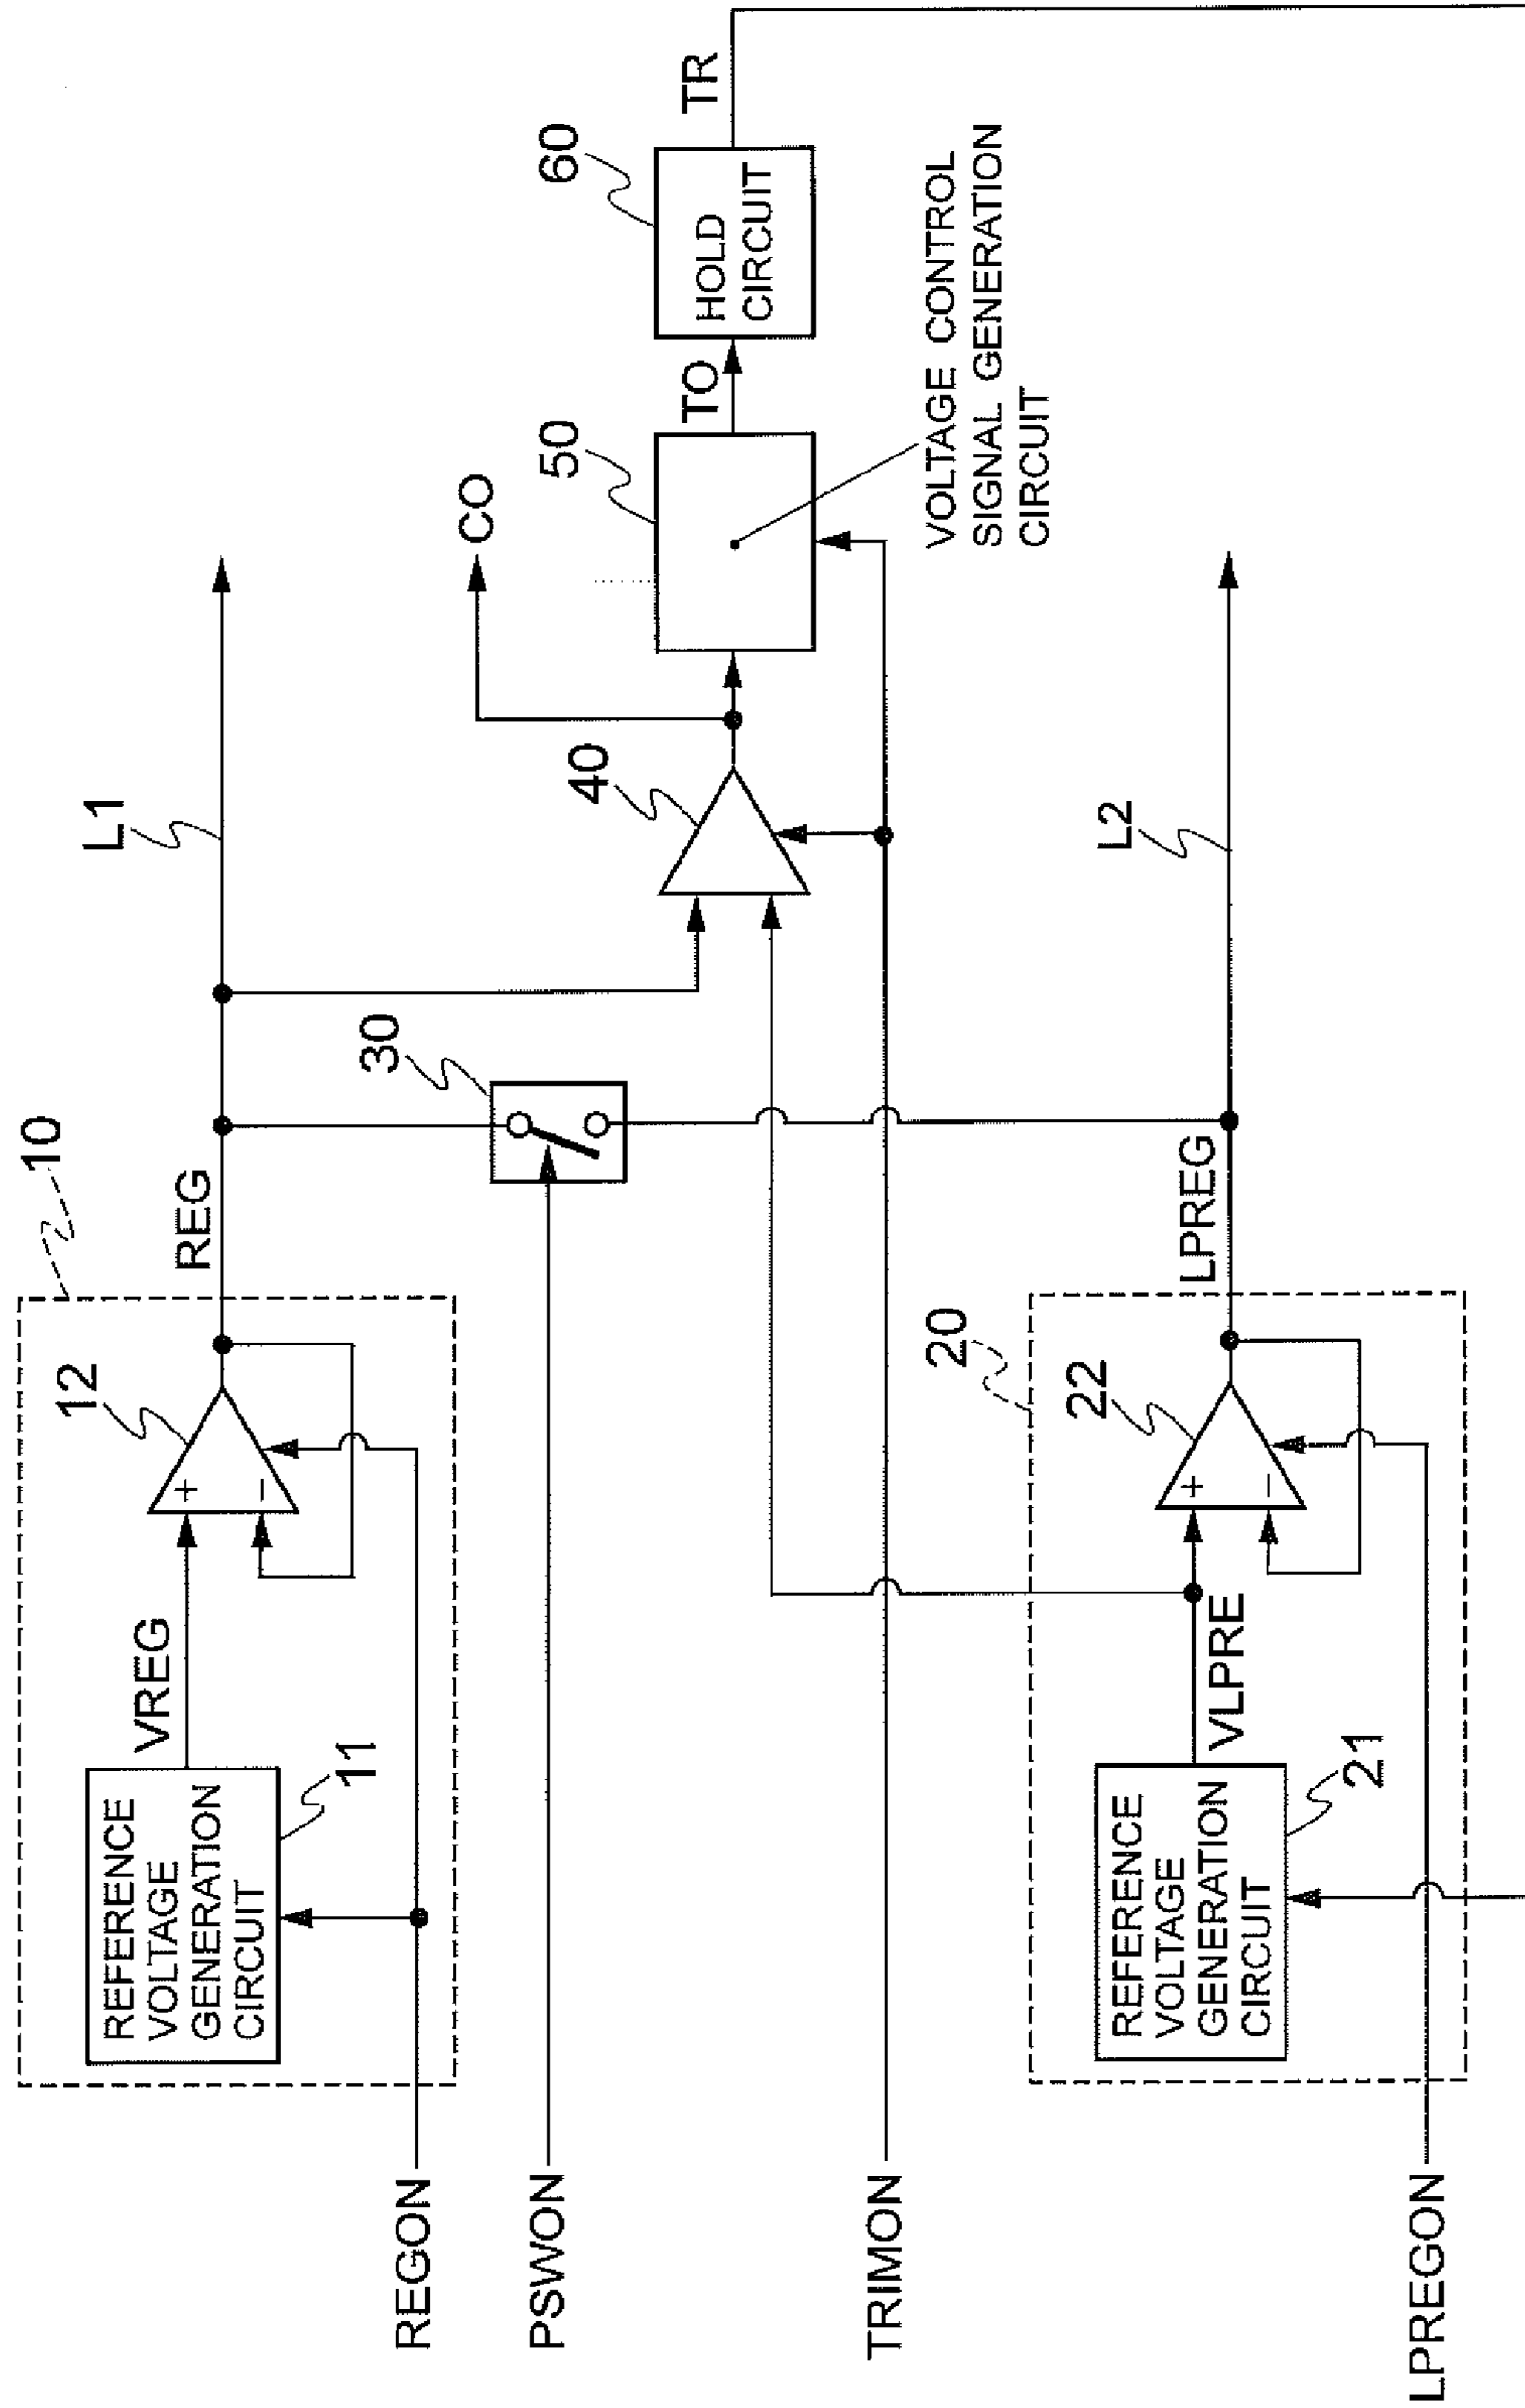 10
REFERENCE
VOLTAGE
GENERATION
CIRCUIT
11
VREG
12
+
−
REG
L1
REGON
PSWON
30
CO
40
50
TO
60
HOLD
CIRCUIT
TR
VOLTAGE CONTROL
SIGNAL GENERATION
CIRCUIT
TRIMON
20
REFERENCE
VOLTAGE
GENERATION
CIRCUIT
21
VLPRE
22
+
−
LPREG
L2
LPREGON